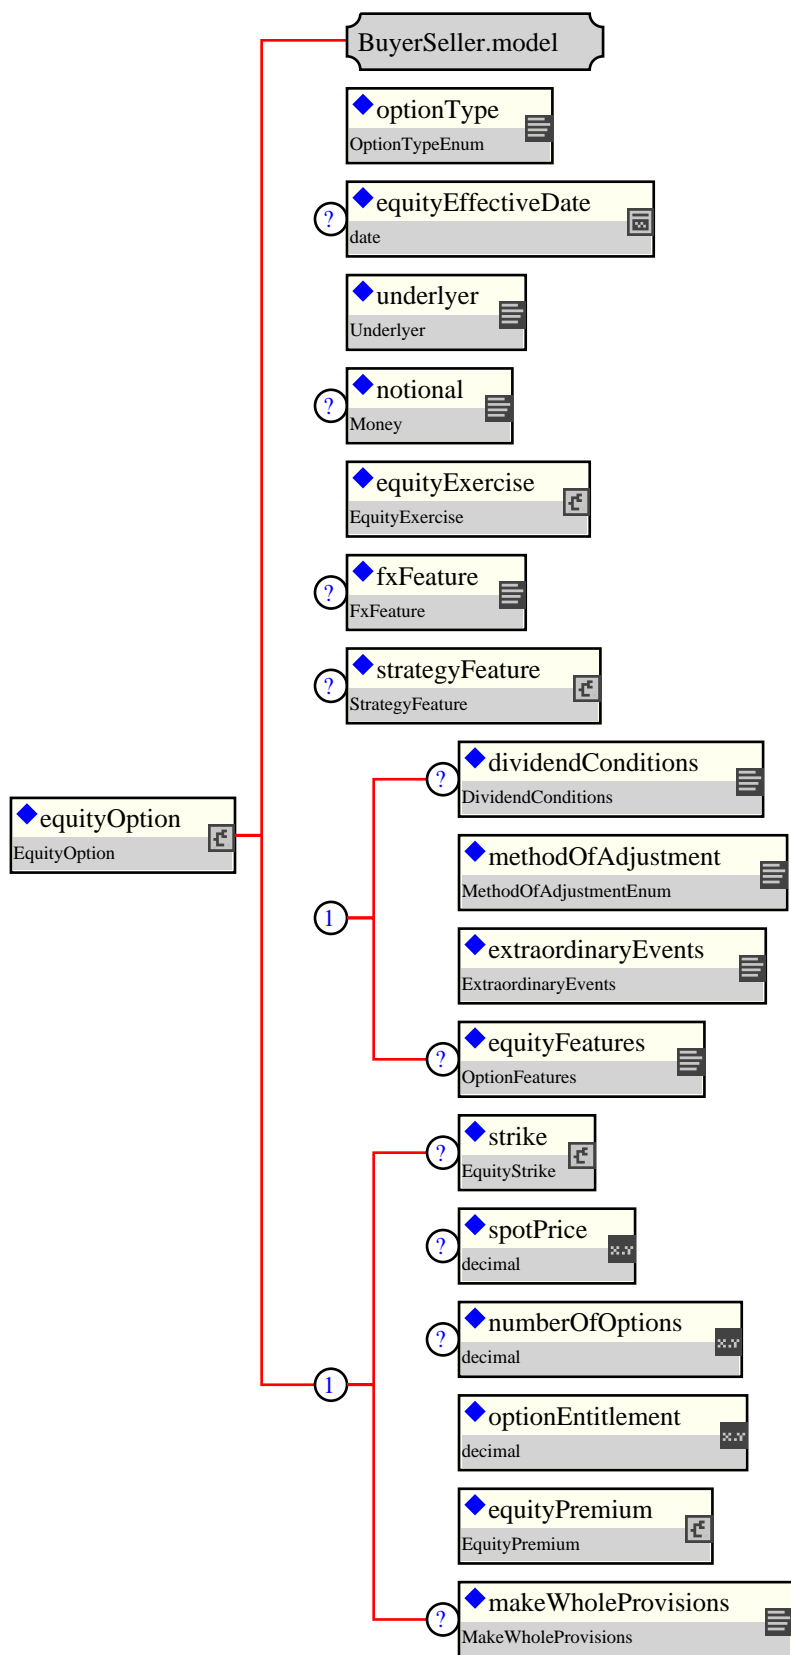 BuyerSeller.model
optionType
OptionTypeEnum
equityEffectiveDate
?
date
underlyer
Underlyer
notional
?
Money
equityExercise
EquityExercise
fxFeature
?
FxFeature
strategyFeature
?
StrategyFeature
dividendConditions
?
DividendConditions
equityOption
EquityOption
methodOfAdjustment
MethodOfAdjustmentEnum
1
extraordinaryEvents
ExtraordinaryEvents
equityFeatures
?
OptionFeatures
strike
?
EquityStrike
spotPrice
?
x.Y
decimal
numberOfOptions
?
x.Y
decimal
1
optionEntitlement
x.Y
decimal
equityPremium
EquityPremium
makeWholeProvisions
?
MakeWholeProvisions